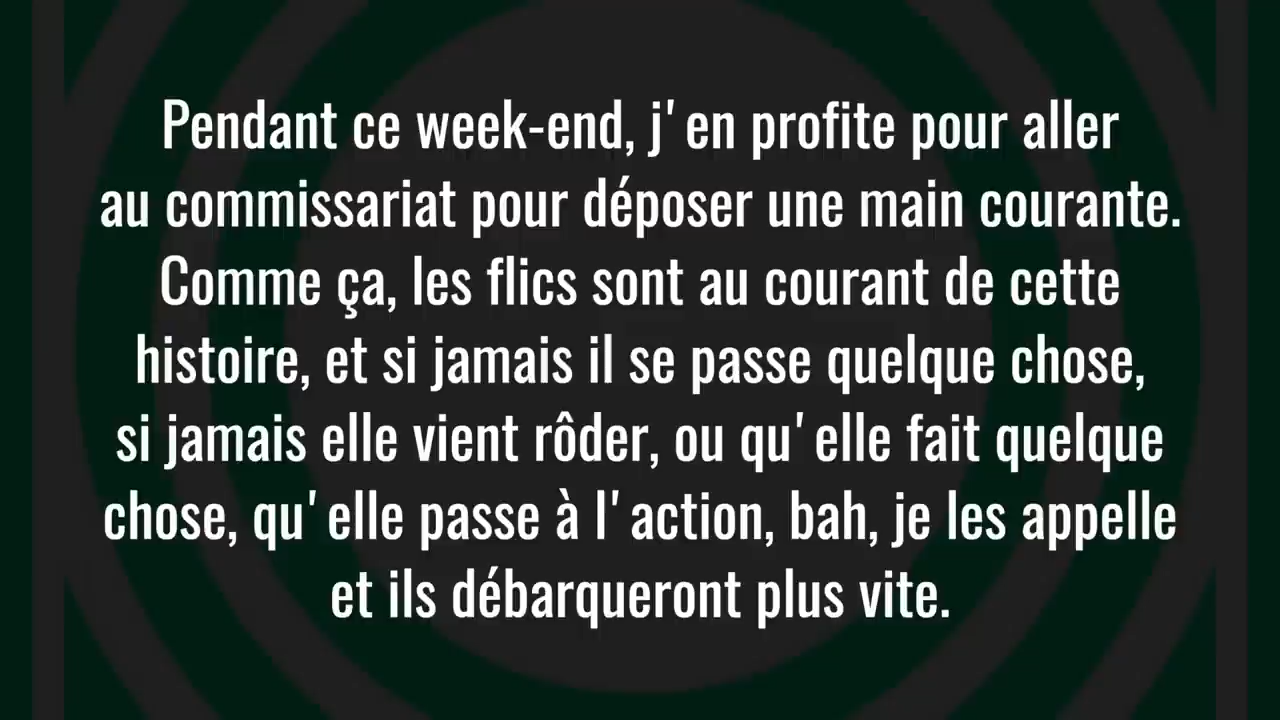 Pendant ce week-end, j'en profite pour aller
au commissariat pour déposer une main courante.
Comme ça, les flics sont au courant de cette
histoire, et si jamais il se passe quelque chose,
si jamais elle vient rôder, ou qu'elle fait quelque
chose, qu'elle passe à l'action, bah, je les appelle
et ils débarqueront plus vite.